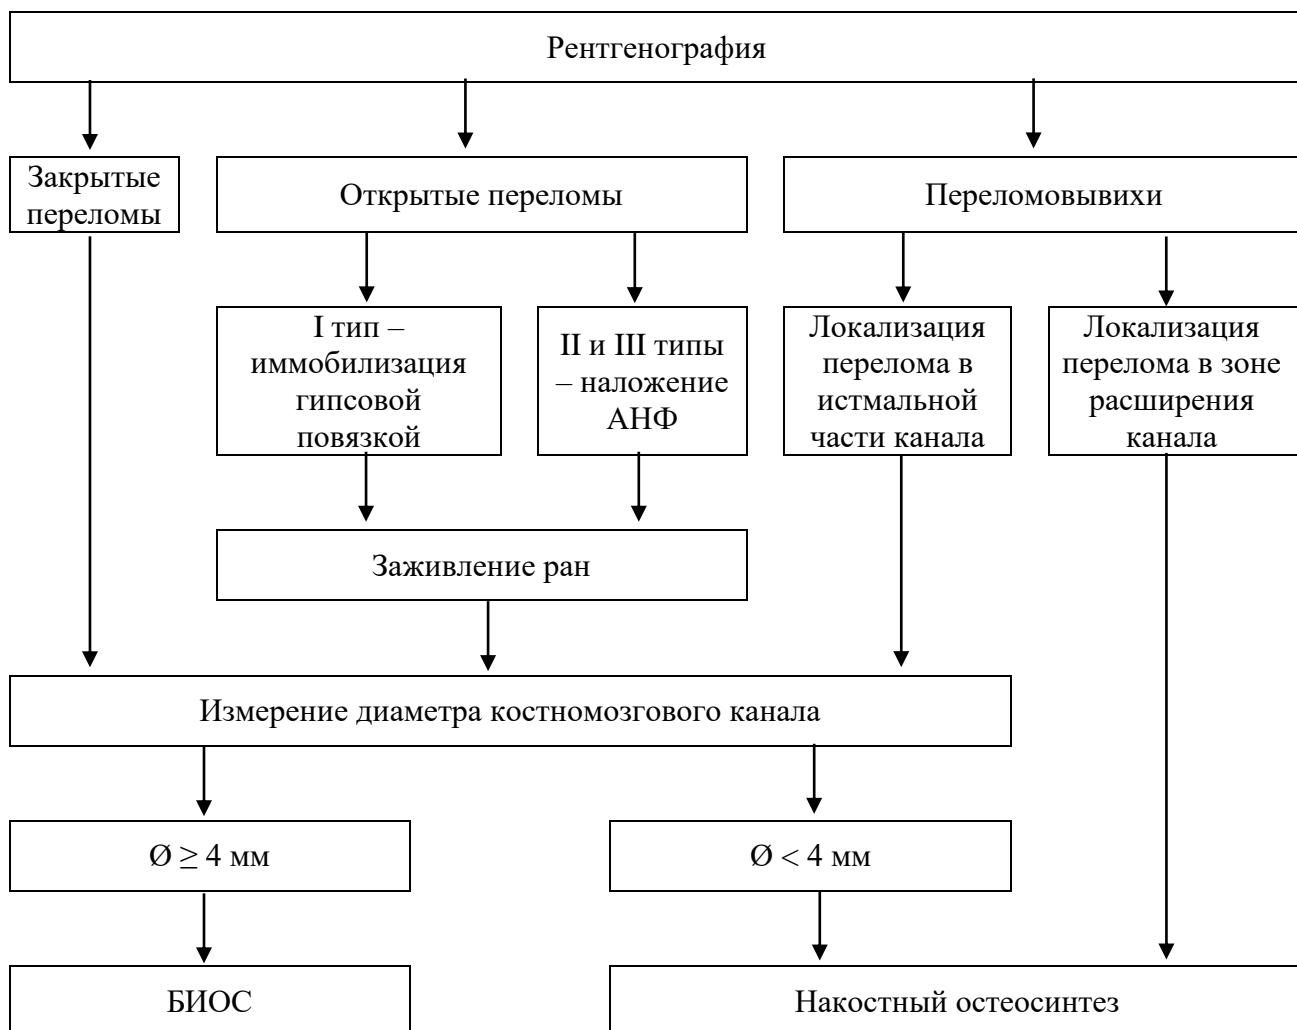 Рентгенография
Закрытые
переломы
Открытые переломы
Переломовывихи
I тип –
иммобилизация
гипсовой
повязкой
II и III типы
– наложение
АНФ
Локализация
перелома в
истмальной
части канала
Локализация
перелома в зоне
расширения
канала
Заживление ран
Измерение диаметра костномозгового канала
Ø ≥ 4 мм
Ø < 4 мм
БИОС
Накостный остеосинтез